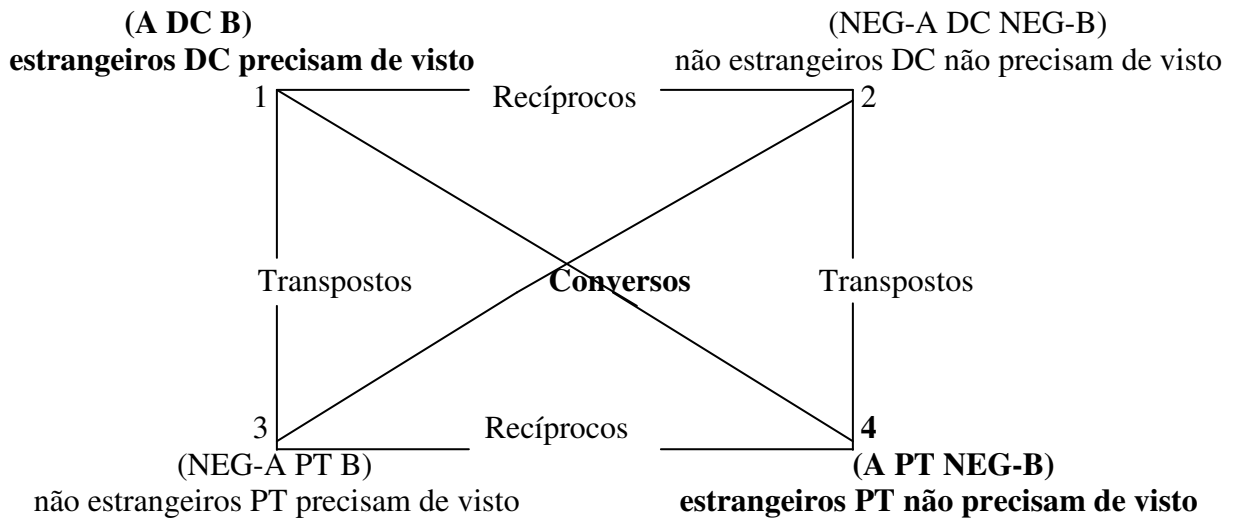 (A DC B)
(NEG-A DC NEG-B)
estrangeiros DC precisam de visto
não estrangeiros DC não precisam de visto
1
Recíprocos
2
Transpostos
Conversos
Transpostos
3
Recíprocos
4
(NEG-A PT B)
(A PT NEG-B)
não estrangeiros PT precisam de visto
estrangeiros PT não precisam de visto